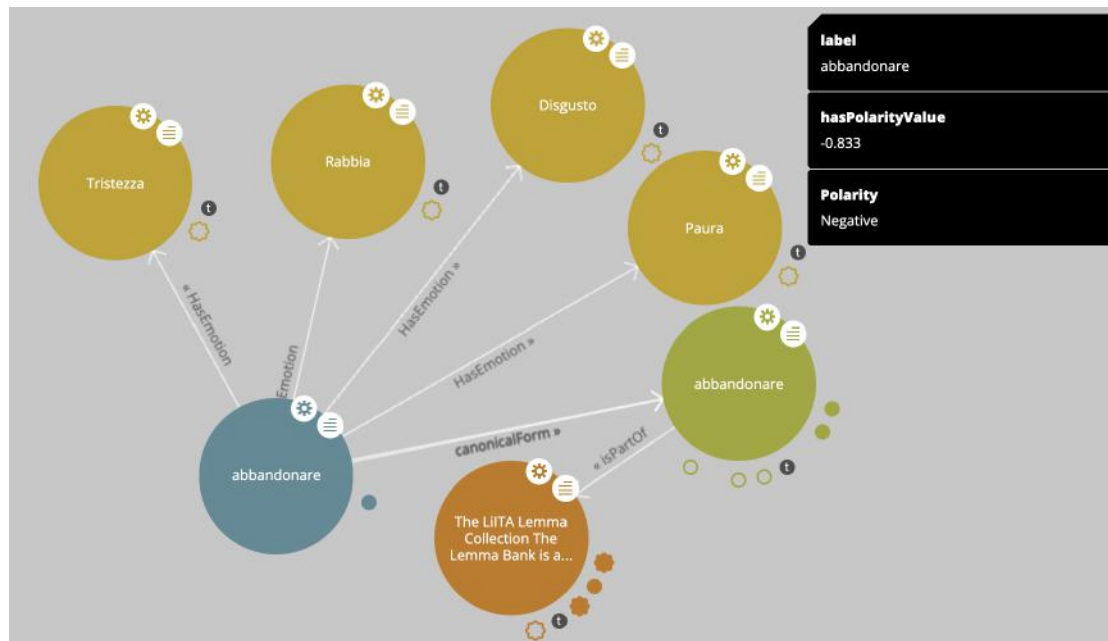 label
abbandonare
hasPolarityValue
-0.833
Polarity
Negative
Disgusto
t
Rabbia
t
Tristezza
t
Paura
t
« HasEmotion
Emotion
HasEmotion »
HasEmotion »
abbandonare
t
canonicalForm »
« isPartOf
abbandonare
The LiITA Lemma
Collection The
Lemma Bank is a...
t